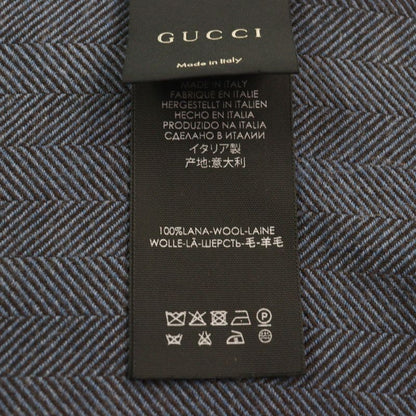 GUCCI
Made in Italy
MADE IN ITALY
FABRIQUÉ EN ITALIE
HERGESTELLT IN ITALIEN
HECHO EN ITALIA
PRODUZIDO NA ITALIA
СДЕЛАНО В ИТАЛИИ
イタリア製
产地:意大利
100%LANA-WOOL-LAINE
WOLLE-LÃ-ШЕРСТЬ-毛-羊毛